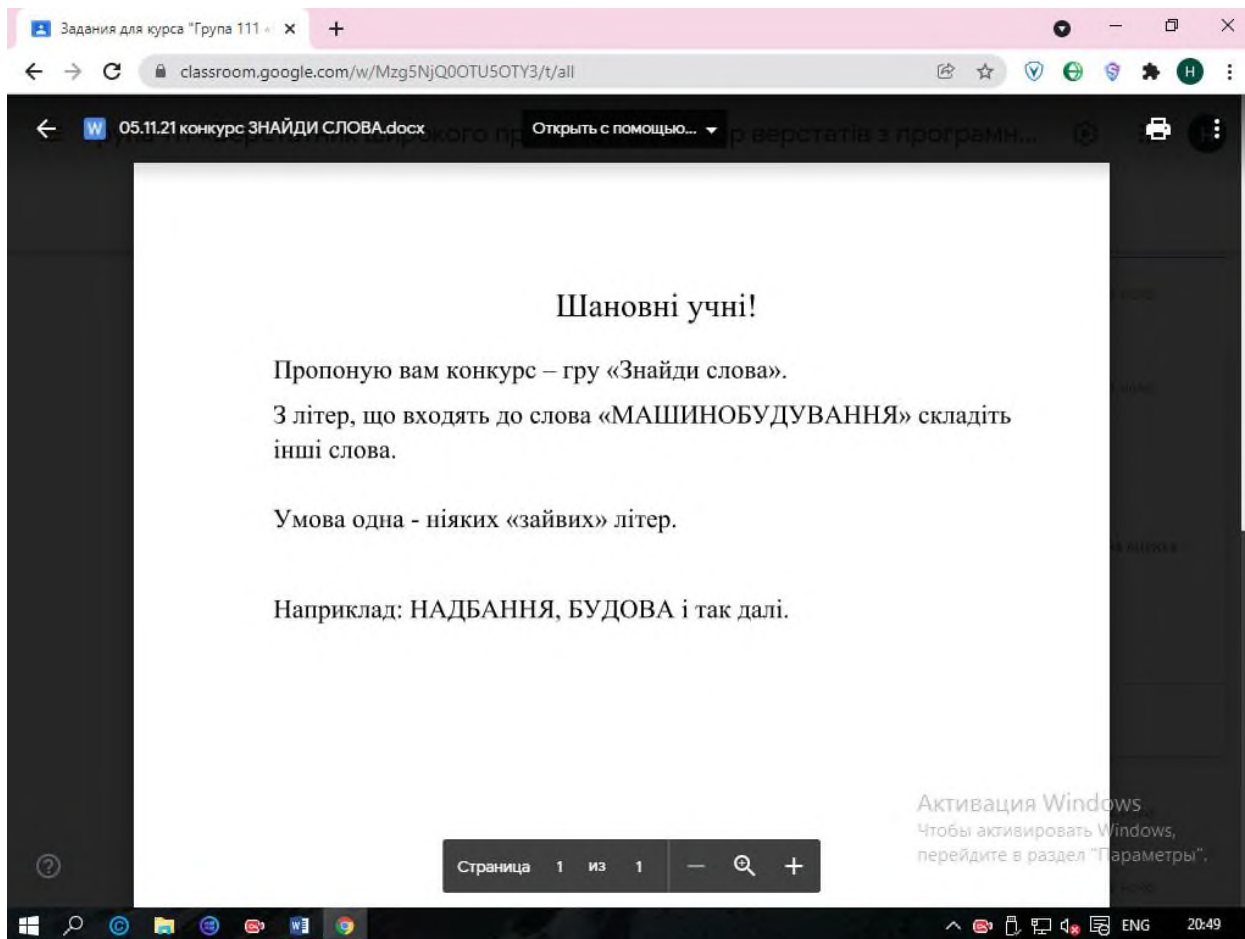 Задания для курса "Група 111
classroom.google.com/w/Mzg5NjQ0OTU5OTY3/t/all
H
W 05.11.21 конкурс ЗНАЙДИ СЛОВА.docx
Открыть с помощью...
верстатів з програмн...
Шановні учні!
Пропоную вам конкурс – гру «Знайди слова».
З літер, що входять до слова «МАШИНОБУДУВАННЯ» складіть
інші слова.
Умова одна - ніяких «зайвих» літер.
Наприклад: НАДБАННЯ, БУДОВА і так далі.
Активация Windows
Чтобы активировать Windows,
перейдите в раздел "Параметры".
Страница 1 из 1
ENG 20:49